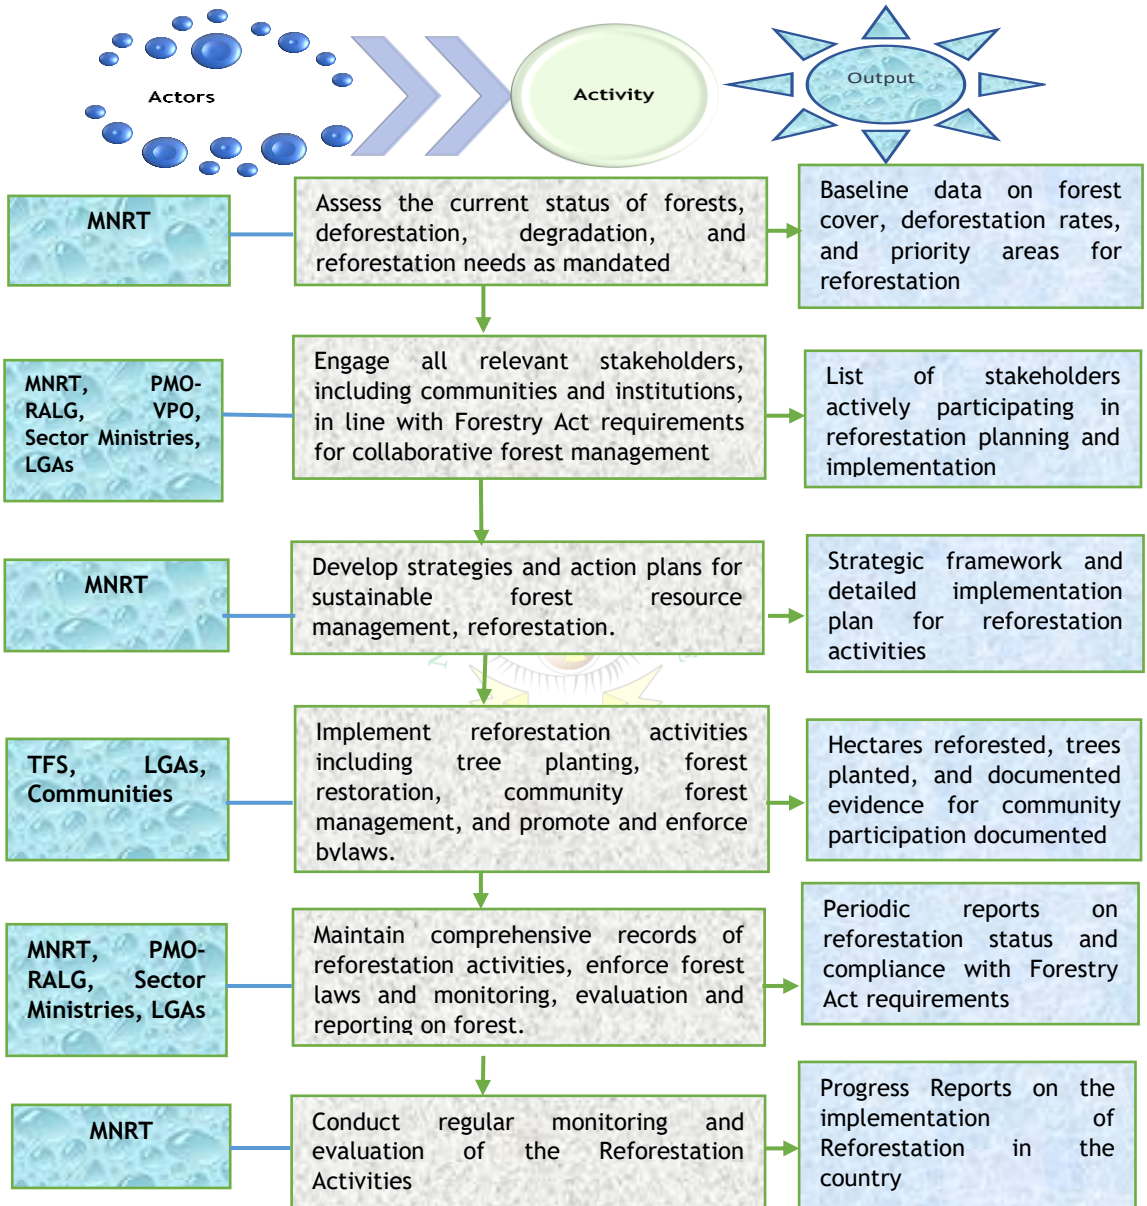 Actors
Activity
Output
MNRT
Assess the current status of forests,
deforestation, degradation, and
reforestation needs as mandated
Baseline data on forest
cover, deforestation rates,
and priority areas for
reforestation
MNRT, PMO-
RALG, VPO,
Sector Ministries,
LGAs
Engage all relevant stakeholders,
including communities and institutions,
in line with Forestry Act requirements
for collaborative forest management
List of stakeholders
actively participating in
reforestation planning and
implementation
MNRT
Develop strategies and action plans for
sustainable forest resource
management, reforestation.
Strategic framework and
detailed implementation
plan for reforestation
activities
TFS, LGAs,
Communities
Implement reforestation activities
including tree planting, forest
restoration, community forest
management, and promote and enforce
bylaws.
Hectares reforested, trees
planted, and documented
evidence for community
participation documented
MNRT, PMO-
RALG, Sector
Ministries, LGAs
Maintain comprehensive records of
reforestation activities, enforce forest
laws and monitoring, evaluation and
reporting on forest.
Periodic reports on
reforestation status and
compliance with Forestry
Act requirements
MNRT
Conduct regular monitoring and
evaluation of the Reforestation
Activities
Progress Reports on the
implementation of
Reforestation in the
country